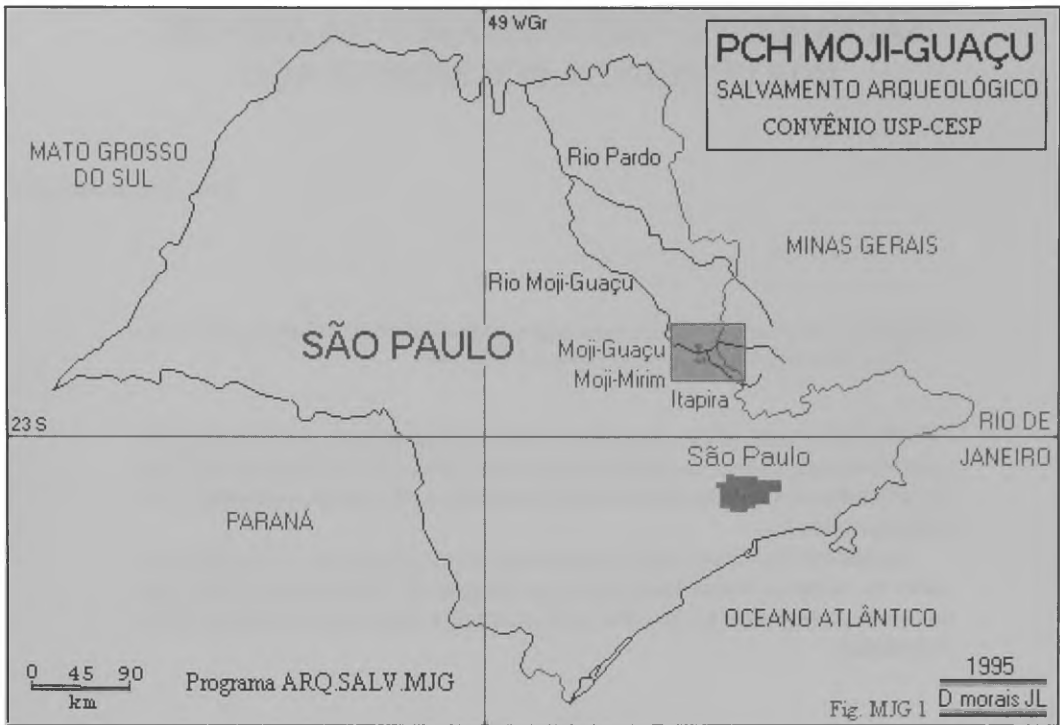 49 WGr
PCH MOJI-GUAÇU
SALVAMENTO ARQUEOLÓGICO
CONVÊNIO USP-CESP
MATO GROSSO
DO SUL
Rio Pardo
MINAS GERAIS
Rio Moji-Guaçu
SÃO PAULO
Moji-Guaçu
Moji-Mirim
Itapira
23 S
RIO DE
JANEIRO
São Paulo
PARANÁ
OCEANO ATLÂNTICO
0 45 90
km
Programa ARQ.SALV.MJG
1995
Fig. MJG 1
D morais JL